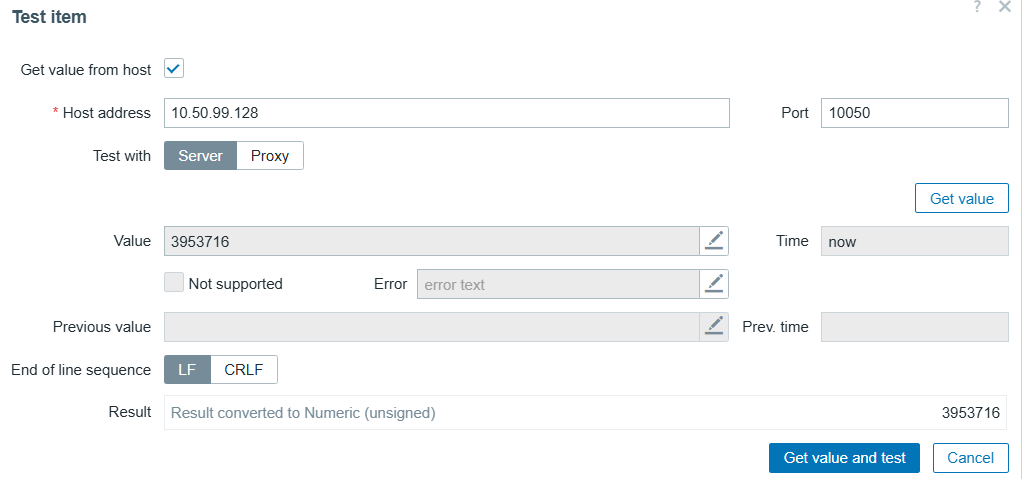 Test item ?
Get value from host
* Host address 10.50.99.128 Port 10050
Test with Server Proxy
Get value
Value 3953716 Time now
Not supported Error error text
Previous value Prev. time
End of line sequence LF CRLF
Result Result converted to Numeric (unsigned) 3953716
Get value and test Cancel